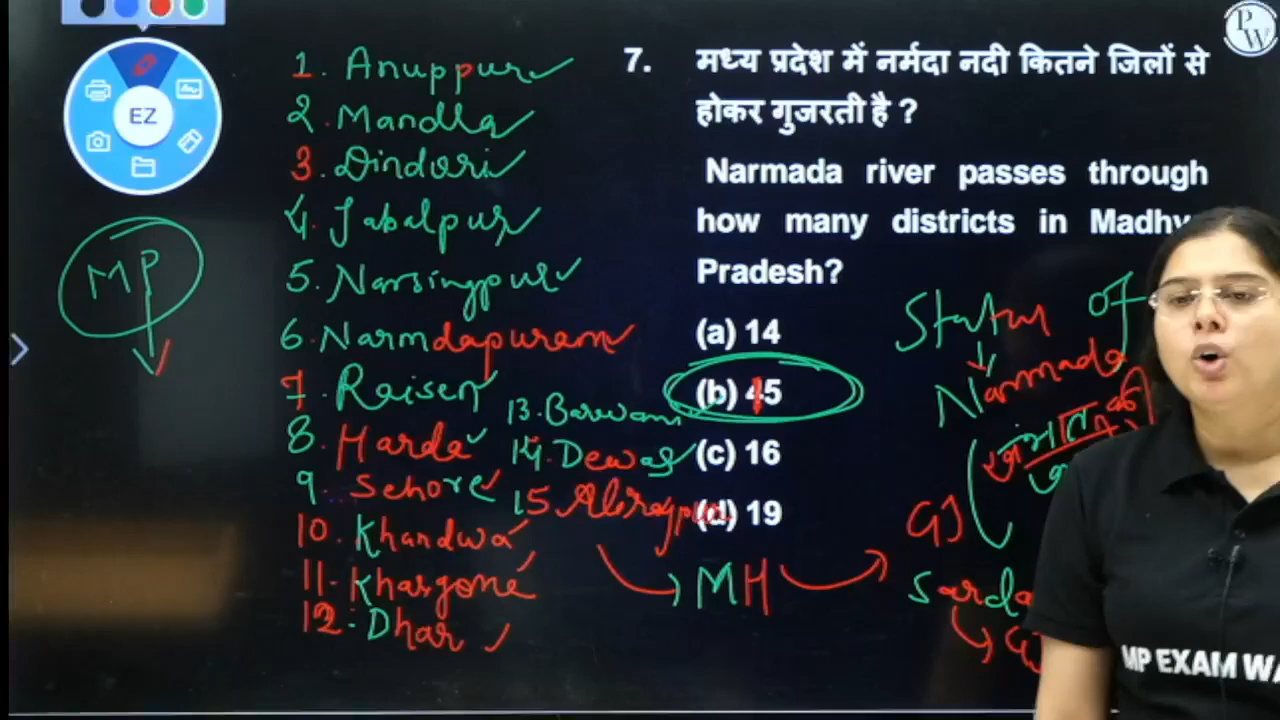 PW
EZ
MP
1. Anuppur
2. Mandla
3. Dindori
4. Jabalpur
5. Narsingpur
6. Narmdapuram
7. Raisen
8. Harda
9. Sehore
10. Khandwa
11. Khargone
12. Dhar
13. Barwani
14. Dewas
15 Alirajpur
7. मध्य प्रदेश में नर्मदा नदी कितने जिलों से
होकर गुजरती है ?
Narmada river passes through
how many districts in Madhy
Pradesh?
(a) 14
(b) 15
(c) 16
(d) 19
Status of
Narmada
MH
GJ
Sarda
MP EXAM WA